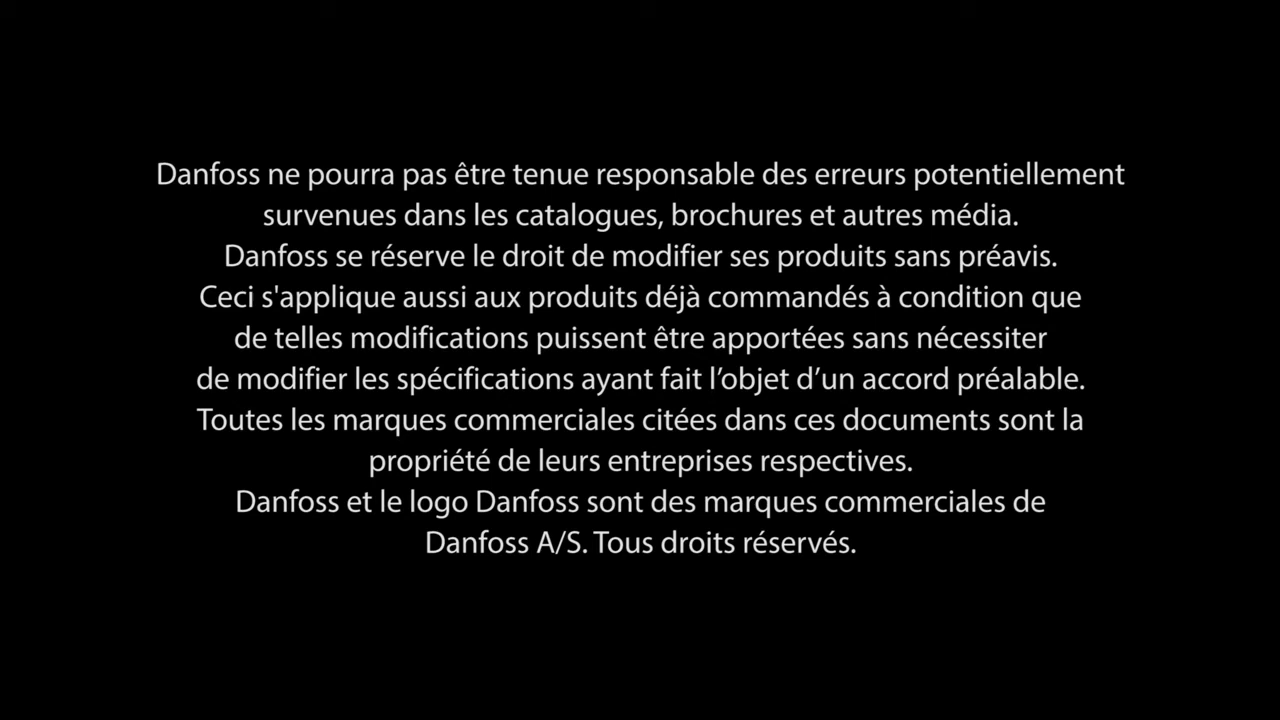 Danfoss ne pourra pas être tenue responsable des erreurs potentiellement
survenues dans les catalogues, brochures et autres média.
Danfoss se réserve le droit de modifier ses produits sans préavis.
Ceci s'applique aussi aux produits déjà commandés à condition que
de telles modifications puissent être apportées sans nécessiter
de modifier les spécifications ayant fait l’objet d’un accord préalable.
Toutes les marques commerciales citées dans ces documents sont la
propriété de leurs entreprises respectives.
Danfoss et le logo Danfoss sont des marques commerciales de
Danfoss A/S. Tous droits réservés.